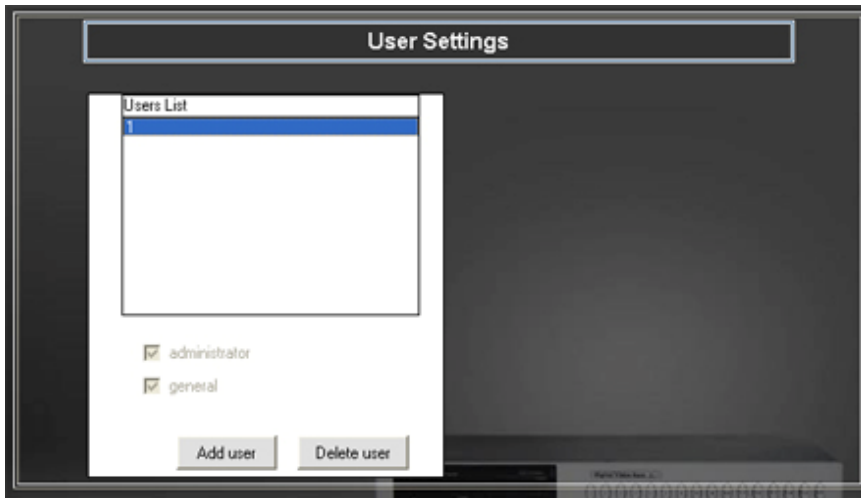 User Settings
Users List
1
administrator
general
Add user
Delete user